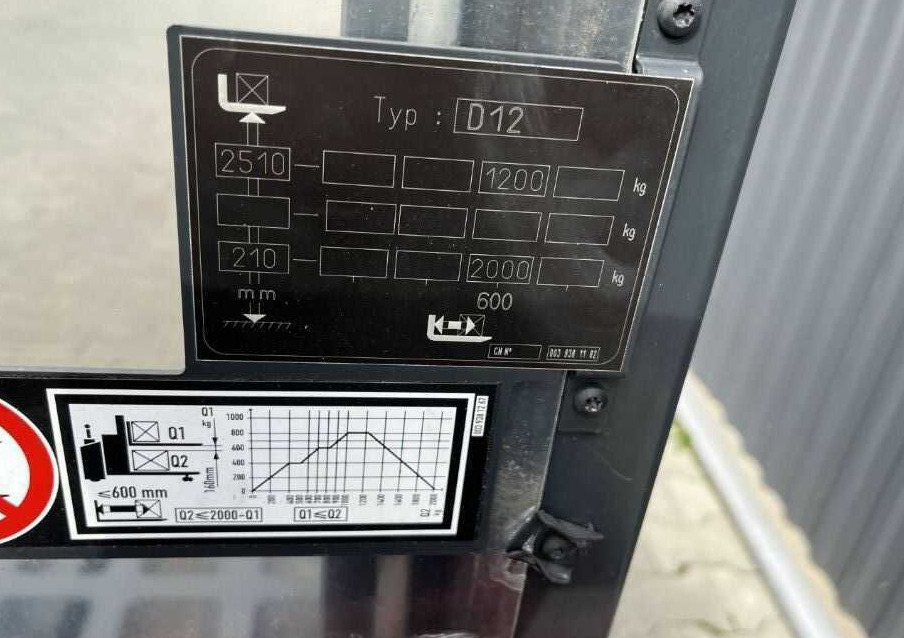 Typ : D12
2510 1200 kg
kg
210 2000 kg
mm 600
CH N°
Q1
kg
1000
800
600
400
200
0
Q1
Q2
160mm
≤600 mm
Q2≤2000-Q1 Q1≤Q2
Q2
kg